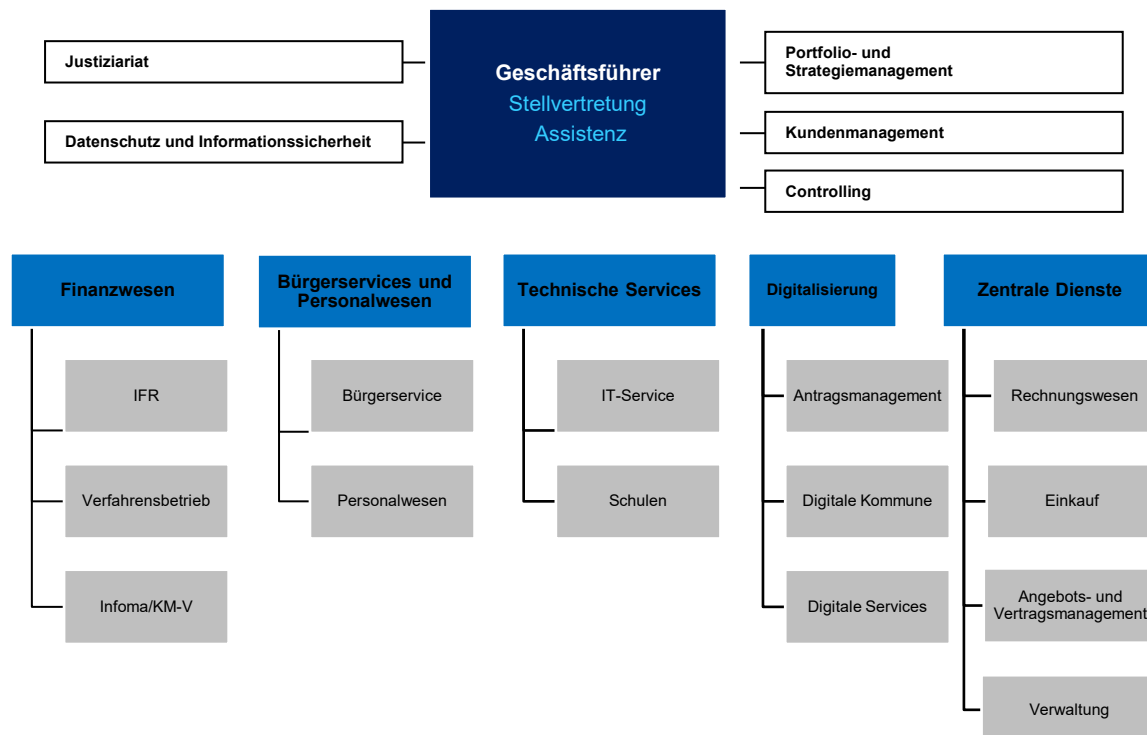 Justiziariat
Datenschutz und Informationssicherheit
Geschäftsführer
Stellvertretung
Assistenz
Portfolio- und
Strategiemanagement
Kundenmanagement
Controlling
Finanzwesen
IFR
Verfahrensbetrieb
Infoma/KM-V
Bürgerservices und
Personalwesen
Bürgerservice
Personalwesen
Technische Services
IT-Service
Schulen
Digitalisierung
Antragsmanagement
Digitale Kommune
Digitale Services
Zentrale Dienste
Rechnungswesen
Einkauf
Angebots- und
Vertragsmanagement
Verwaltung